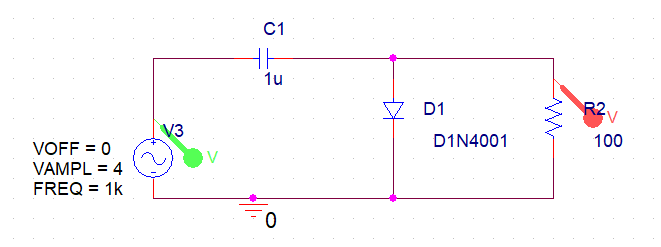 C1
1u
V3
V
VOFF = 0
VAMPL = 4
FREQ = 1k
D1
D1N4001
R2
V
100
0